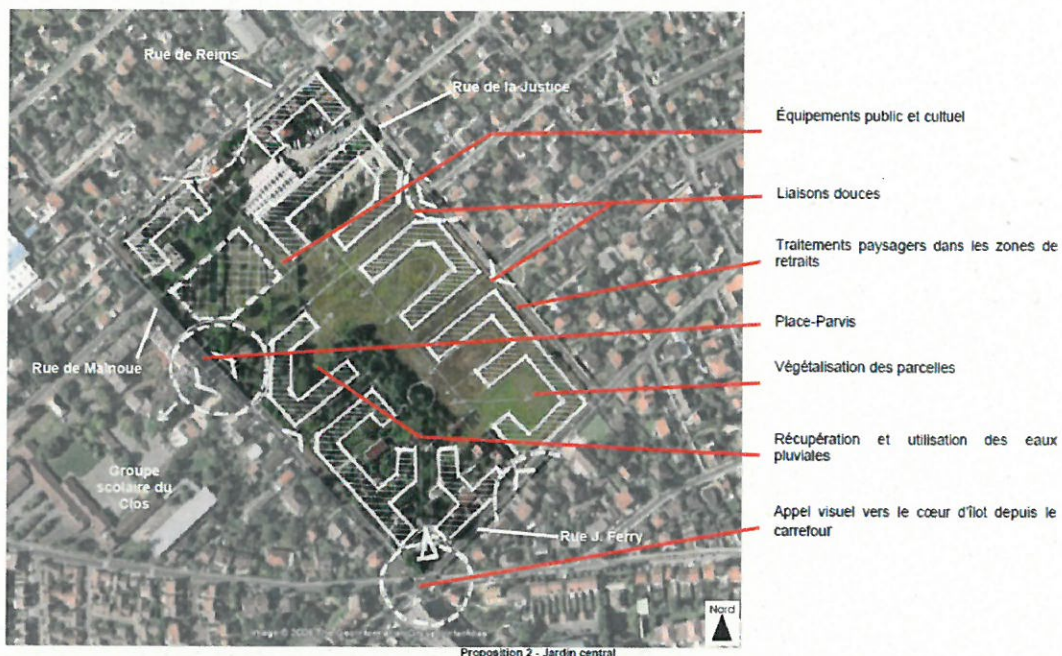 Rue de Reims
Rue de la Justice
Équipements public et cultuel
Liaisons douces
Traitements paysagers dans les zones de
retraits
Place-Parvis
Rue de Malnoue
Végétalisation des parcelles
Récupération et utilisation des eaux
pluviales
Groupe
scolaire du
Clos
Appel visuel vers le cœur d'îlot depuis le
carrefour
Rue J. Ferry
Nord
Image ©
Proposition 2 - Jardin central